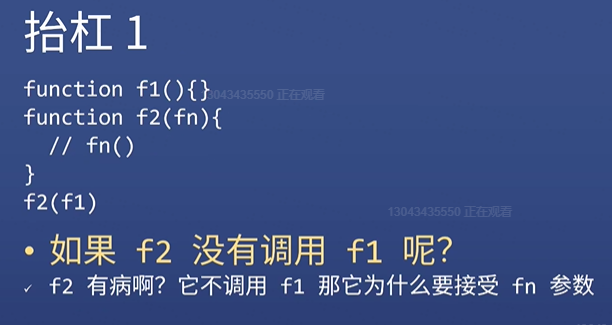 抬杠 1
function f1(){}
13043435550 正在观看
function f2(fn){
// fn()
}
f2(f1)
13043435550 正在观看
• 如果 f2 没有调用 f1 呢？
✓ f2 有病啊？它不调用 f1 那它为什么要接受 fn 参数